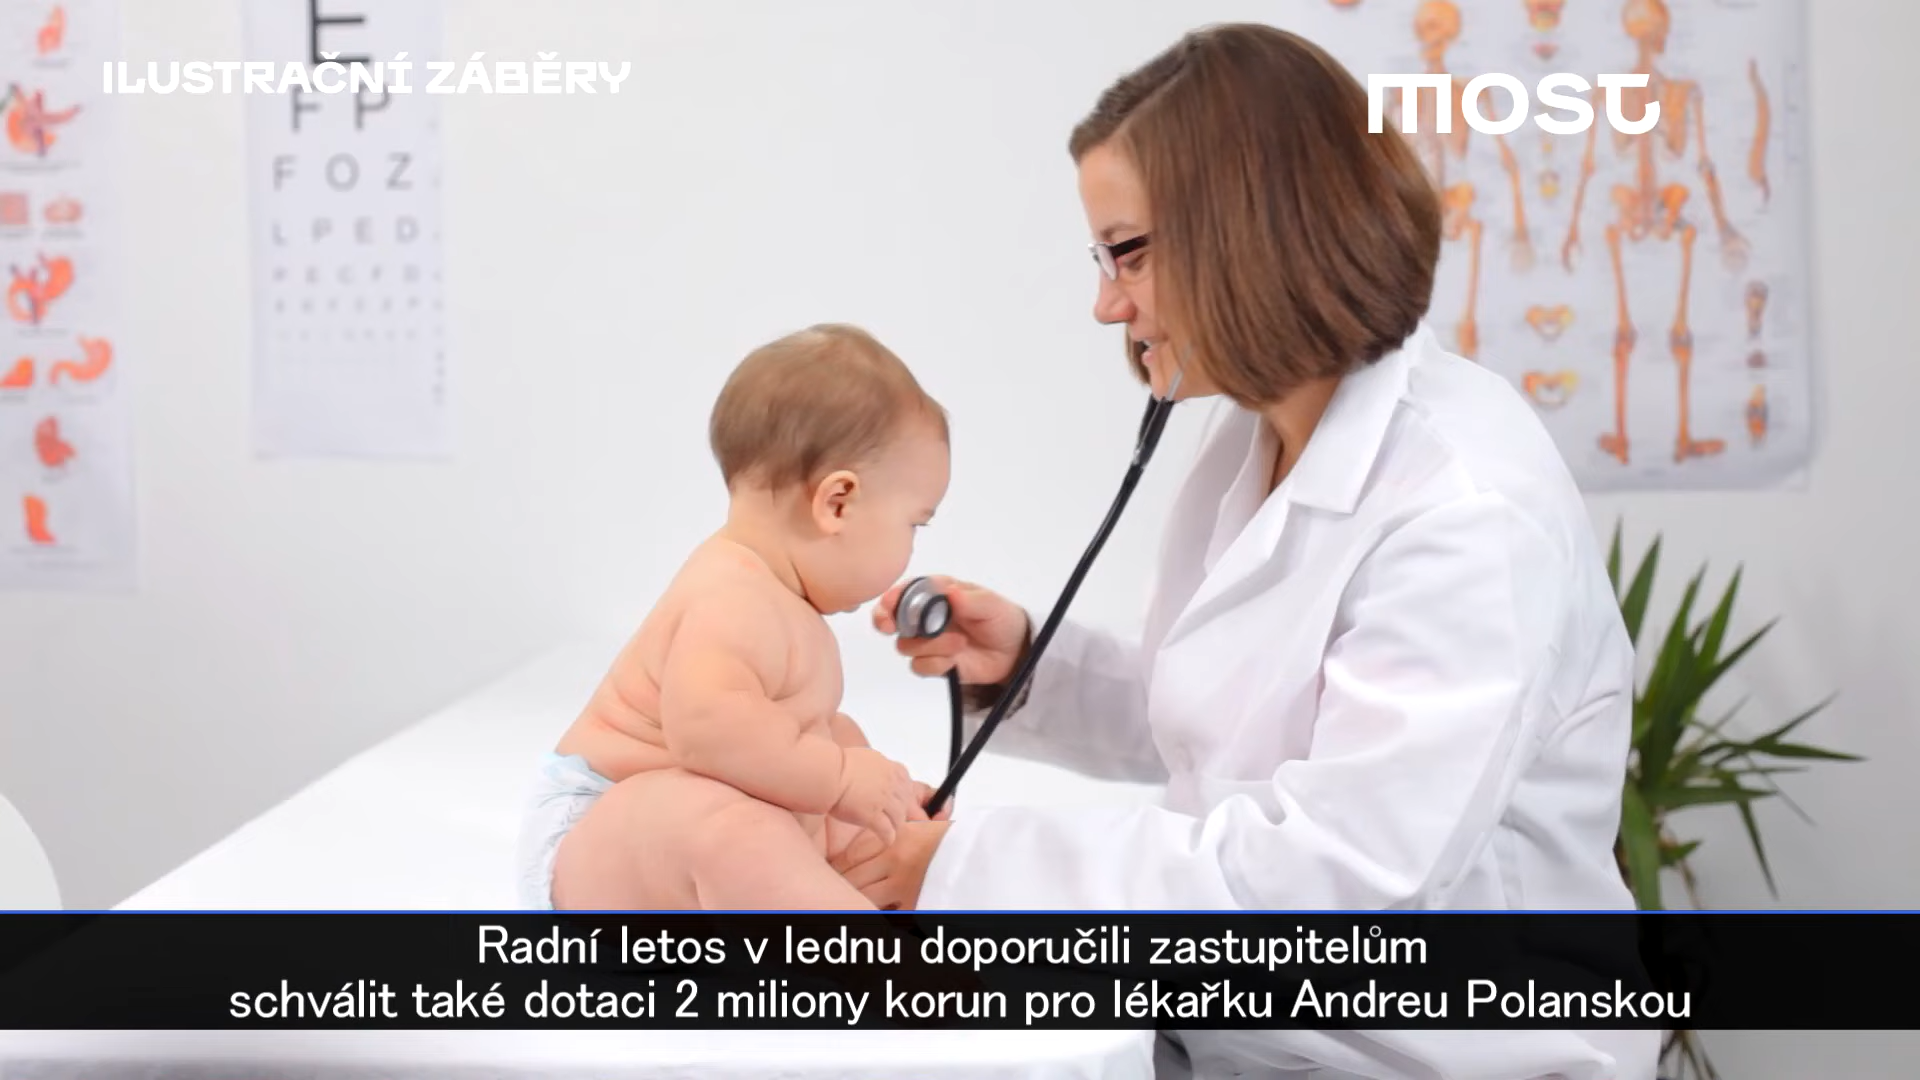 ILUSTRAČNÍ ZÁBĚRY
most
E
F P
F O Z
L P E D
Radní letos v lednu doporučili zastupitelům
schválit také dotaci 2 miliony korun pro lékařku Andreu Polanskou